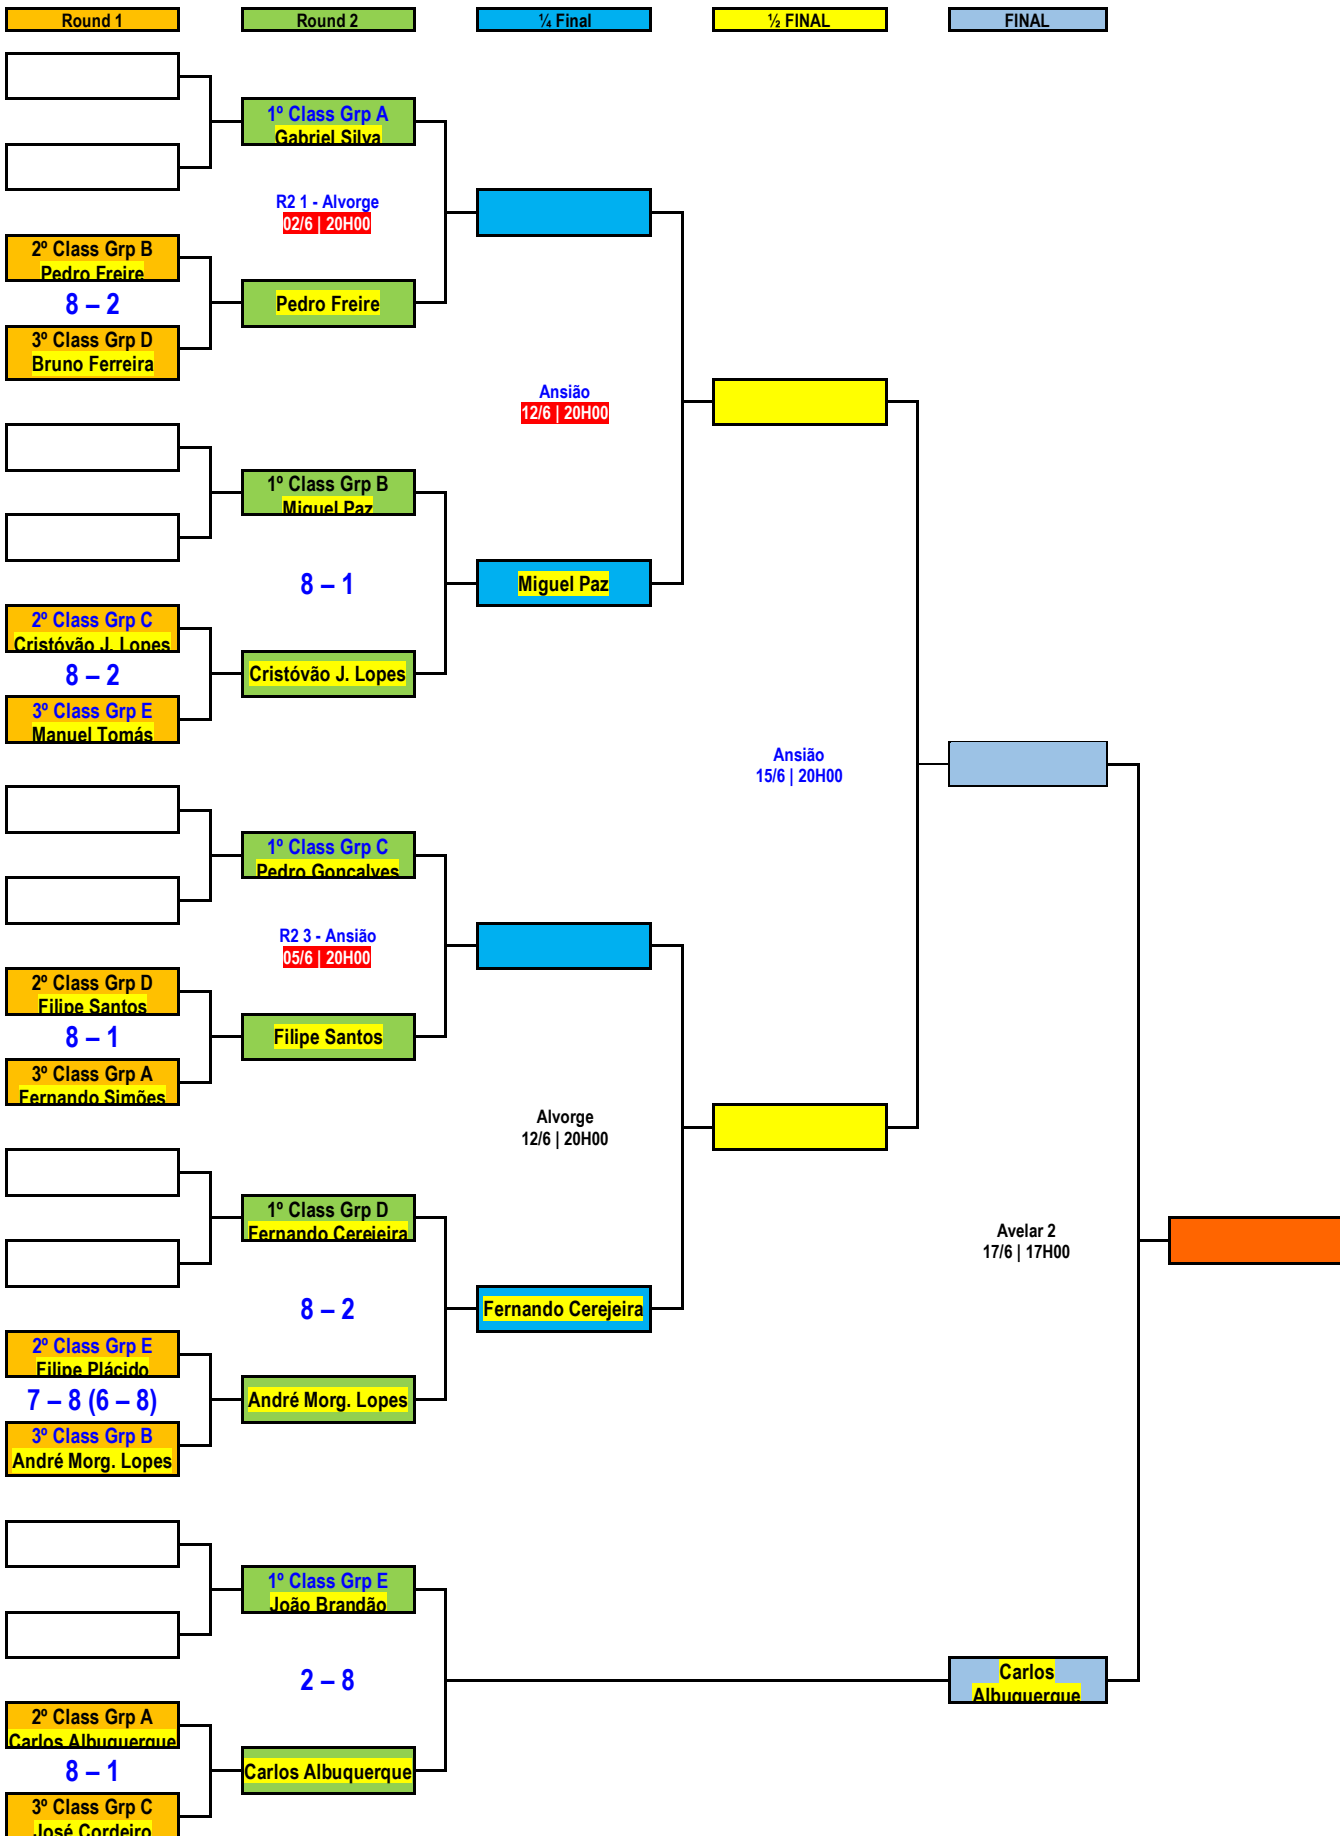 Round 1
Round 2
¼ Final
½ FINAL
FINAL
1º Class Grp A
Gabriel Silva
R2 1 - Alvorge
02/6 | 20H00
2º Class Grp B
Pedro Freire
8 – 2
Pedro Freire
3º Class Grp D
Bruno Ferreira
Ansião
12/6 | 20H00
1º Class Grp B
Miguel Paz
8 – 1
Miguel Paz
2º Class Grp C
Cristóvão J. Lopes
8 – 2
Cristóvão J. Lopes
3º Class Grp E
Manuel Tomás
Ansião
15/6 | 20H00
1º Class Grp C
Pedro Gonçalves
R2 3 - Ansião
05/6 | 20H00
2º Class Grp D
Filipe Santos
8 – 1
Filipe Santos
3º Class Grp A
Fernando Simões
Alvorge
12/6 | 20H00
1º Class Grp D
Fernando Cerejeira
Avelar 2
17/6 | 17H00
8 – 2
Fernando Cerejeira
2º Class Grp E
Filipe Plácido
7 – 8 (6 – 8)
André Morg. Lopes
3º Class Grp B
André Morg. Lopes
1º Class Grp E
João Brandão
2 – 8
Carlos
Albuquerque
2º Class Grp A
Carlos Albuquerque
8 – 1
Carlos Albuquerque
3º Class Grp C
José Cordeiro